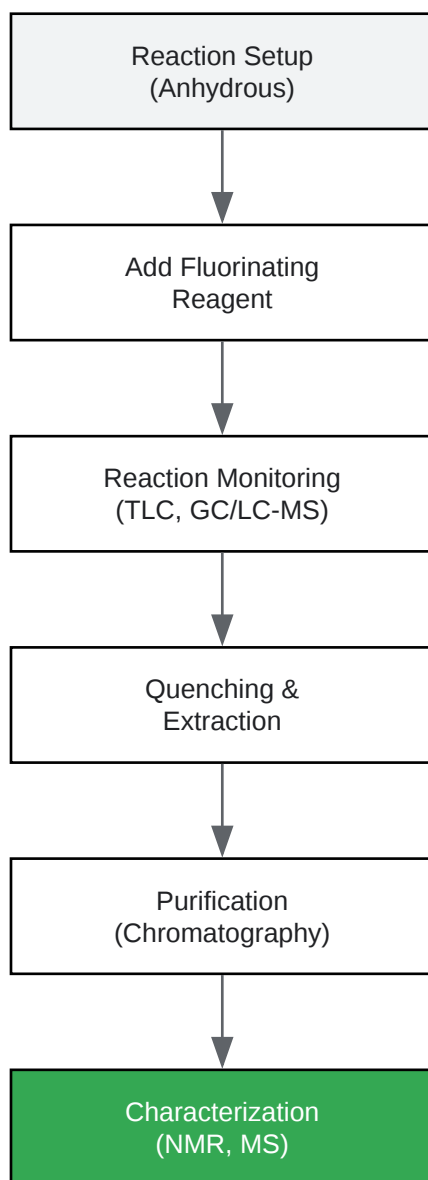 Reaction Setup
(Anhydrous)
Add Fluorinating
Reagent
Reaction Monitoring
(TLC, GC/LC-MS)
Quenching &
Extraction
Purification
(Chromatography)
Characterization
(NMR, MS)